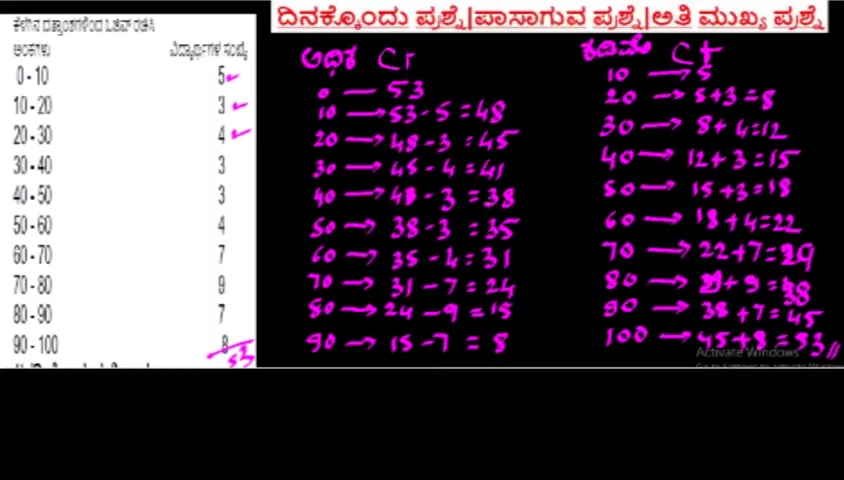 ದಿನಕ್ಕೊಂದು ಪ್ರಶ್ನೆ|ಪಾಸಾಗುವ ಪ್ರಶ್ನೆ|ಅತಿ ಮುಖ್ಯ ಪ್ರಶ್ನೆ
ಕೆಳಗಿನ ದತ್ತಾಂಶಗಳಿಂದ ಓಜೀವ್ ರಚಿಸಿ
ಅಂಕಗಳು ವಿದ್ಯಾರ್ಥಿಗಳ ಸಂಖ್ಯೆ
0 - 10 5
10 - 20 3
20 - 30 4
30 - 40 3
40 - 50 3
50 - 60 4
60 - 70 7
70 - 80 9
80 - 90 7
90 - 100 8
53
ಅಧಿಕ Cf
0 — 53
10 → 53 - 5 = 48
20 → 48 - 3 = 45
30 → 45 - 4 = 41
40 → 41 - 3 = 38
50 → 38 - 3 = 35
60 → 35 - 4 = 31
70 → 31 - 7 = 24
80 → 24 - 9 = 15
90 → 15 - 7 = 8
ಕಡಿಮೆ Cf
10 → 5
20 → 5+3=8
30 → 8+4=12
40 → 12+3=15
50 → 15+3=18
60 → 18+4=22
70 → 22+7=29
80 → 29+9=38
90 → 38+7=45
100 → 45+8=53//
Activate Windows